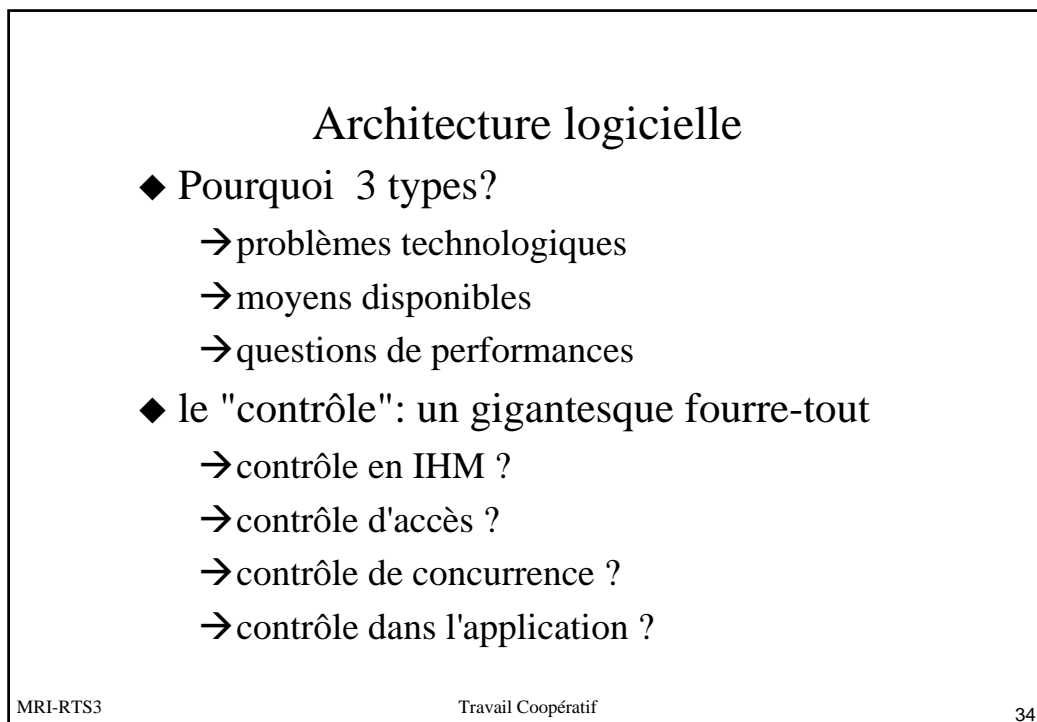 Architecture logicielle
◆ Pourquoi 3 types?
→problèmes technologiques
→moyens disponibles
→questions de performances
◆ le "contrôle": un gigantesque fourre-tout
→contrôle en IHM ?
→contrôle d'accès ?
→contrôle de concurrence ?
→contrôle dans l'application ?
MRI-RTS3 Travail Coopératif 34